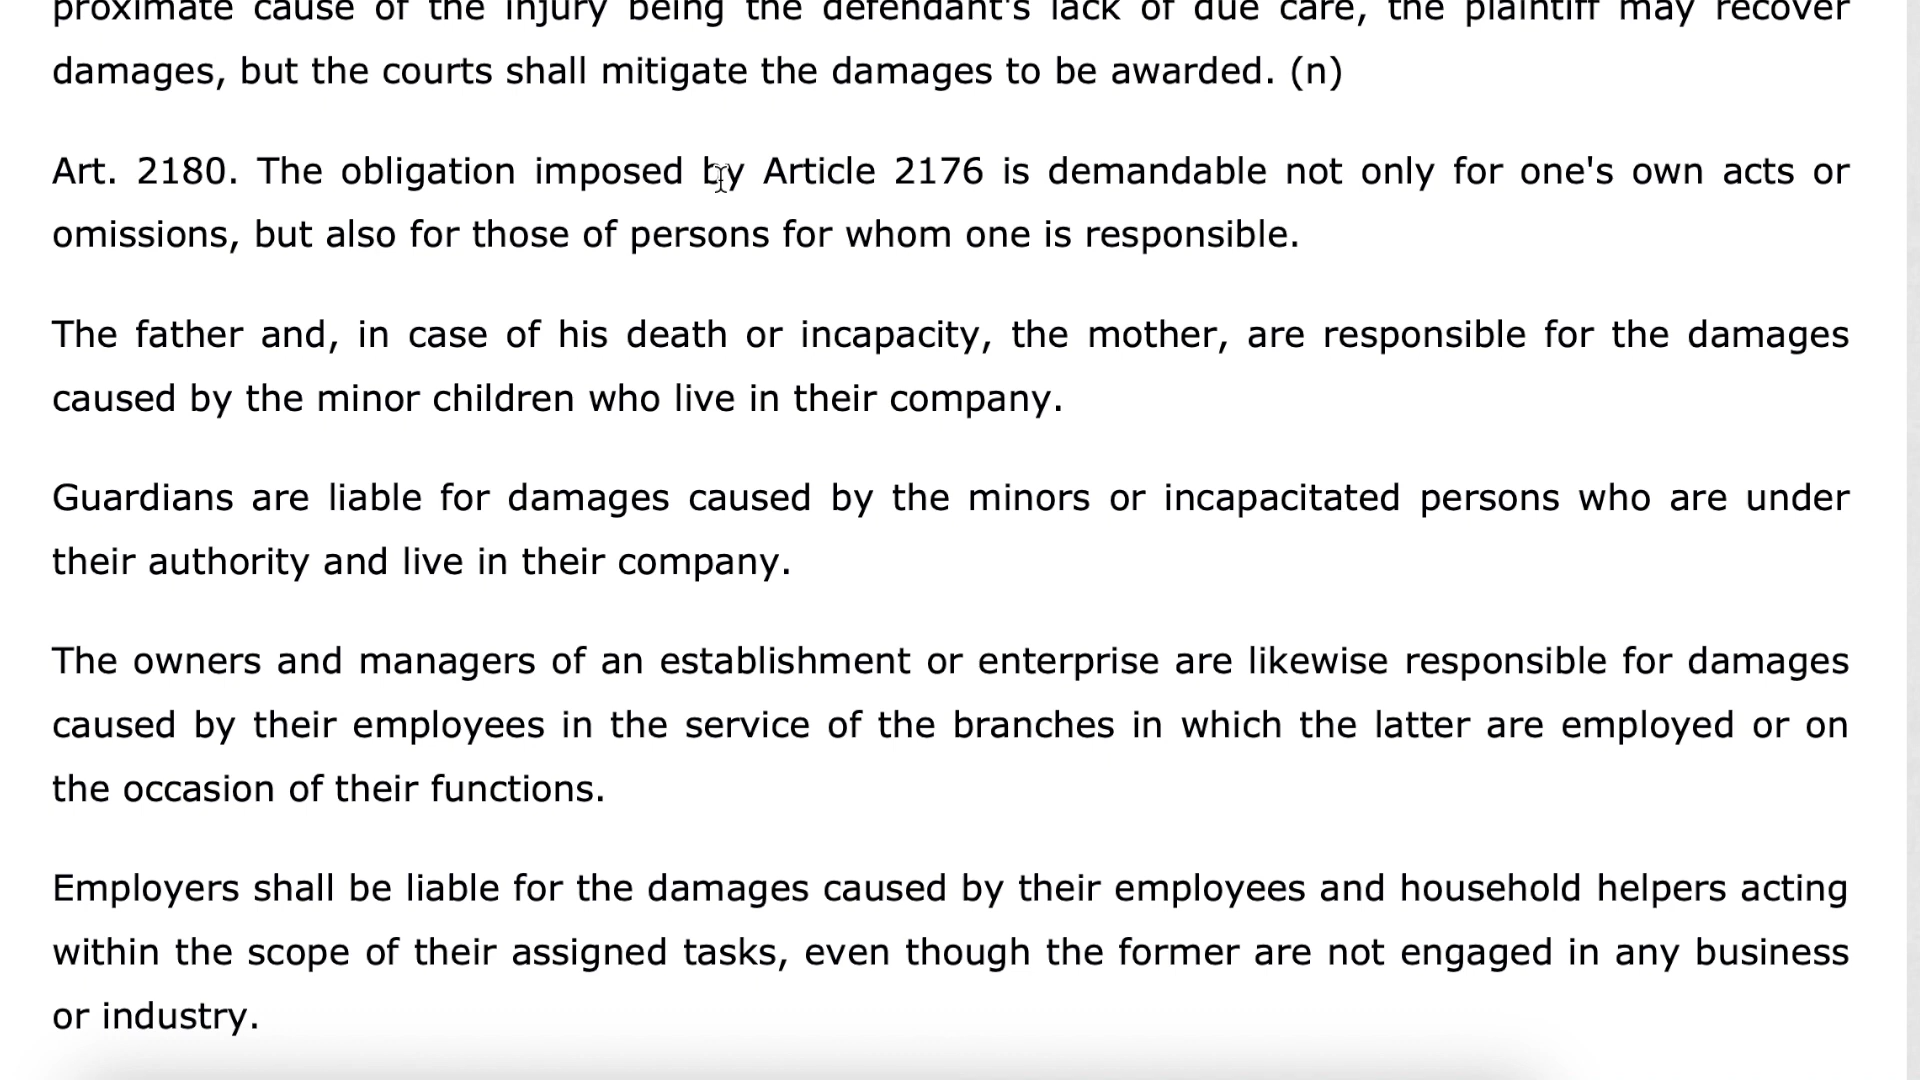 proximate cause of the injury being the defendant's lack of due care, the plaintiff may recover
damages, but the courts shall mitigate the damages to be awarded. (n)
Art. 2180. The obligation imposed by Article 2176 is demandable not only for one's own acts or
omissions, but also for those of persons for whom one is responsible.
The father and, in case of his death or incapacity, the mother, are responsible for the damages
caused by the minor children who live in their company.
Guardians are liable for damages caused by the minors or incapacitated persons who are under
their authority and live in their company.
The owners and managers of an establishment or enterprise are likewise responsible for damages
caused by their employees in the service of the branches in which the latter are employed or on
the occasion of their functions.
Employers shall be liable for the damages caused by their employees and household helpers acting
within the scope of their assigned tasks, even though the former are not engaged in any business
or industry.